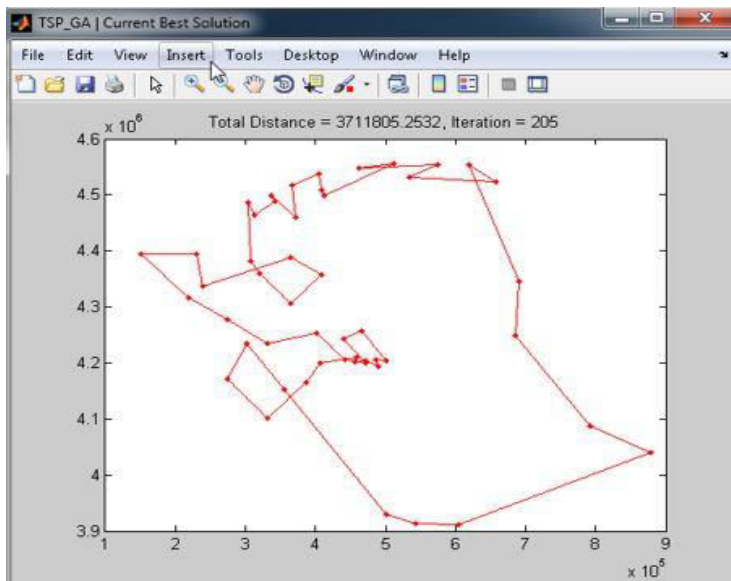 TSP_GA | Current Best Solution
File Edit View Insert Tools Desktop Window Help
x 10^6
Total Distance = 3711805.2532, Iteration = 205
4.6
4.5
4.4
4.3
4.2
4.1
4
3.9
1 2 3 4 5 6 7 8 9
x 10^5